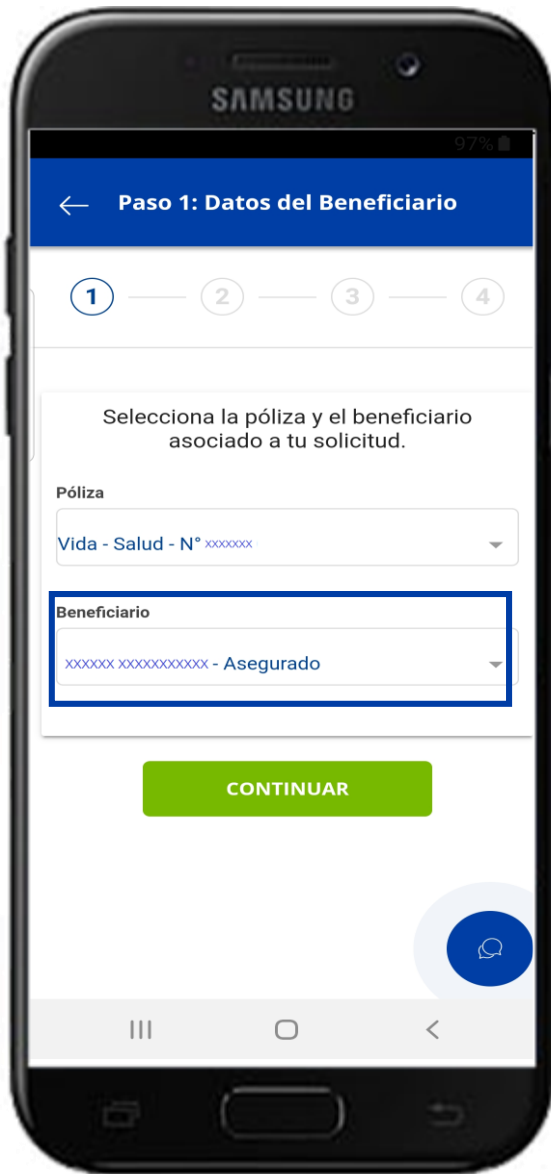 SAMSUNG
97%
Paso 1: Datos del Beneficiario
1 2 3 4
Selecciona la póliza y el beneficiario
asociado a tu solicitud.
Póliza
Vida - Salud - N° xxxxxxx
Beneficiario
xxxxxx xxxxxxxxxxx - Asegurado
CONTINUAR